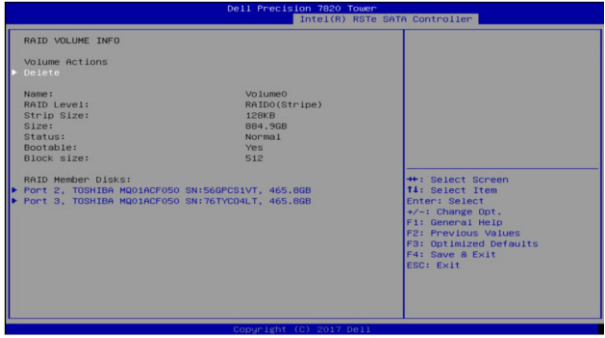 Dell Precision 7820 Tower
Intel(R) RSTe SATA Controller
RAID VOLUME INFO
Volume Actions
▶ Delete
Name: Volume0
RAID Level: RAID0(Stripe)
Strip Size: 128KB
Size: 884.9GB
Status: Normal
Bootable: Yes
Block size: 512
RAID Member Disks:
▶ Port 2, TOSHIBA MQ01ACF050 SN:56GPCS1VT, 465.8GB
▶ Port 3, TOSHIBA MQ01ACF050 SN:76TYC04LT, 465.8GB
→←: Select Screen
↑↓: Select Item
Enter: Select
+/-: Change Opt.
F1: General Help
F2: Previous Values
F3: Optimized Defaults
F4: Save & Exit
ESC: Exit
Copyright (C) 2017 Dell